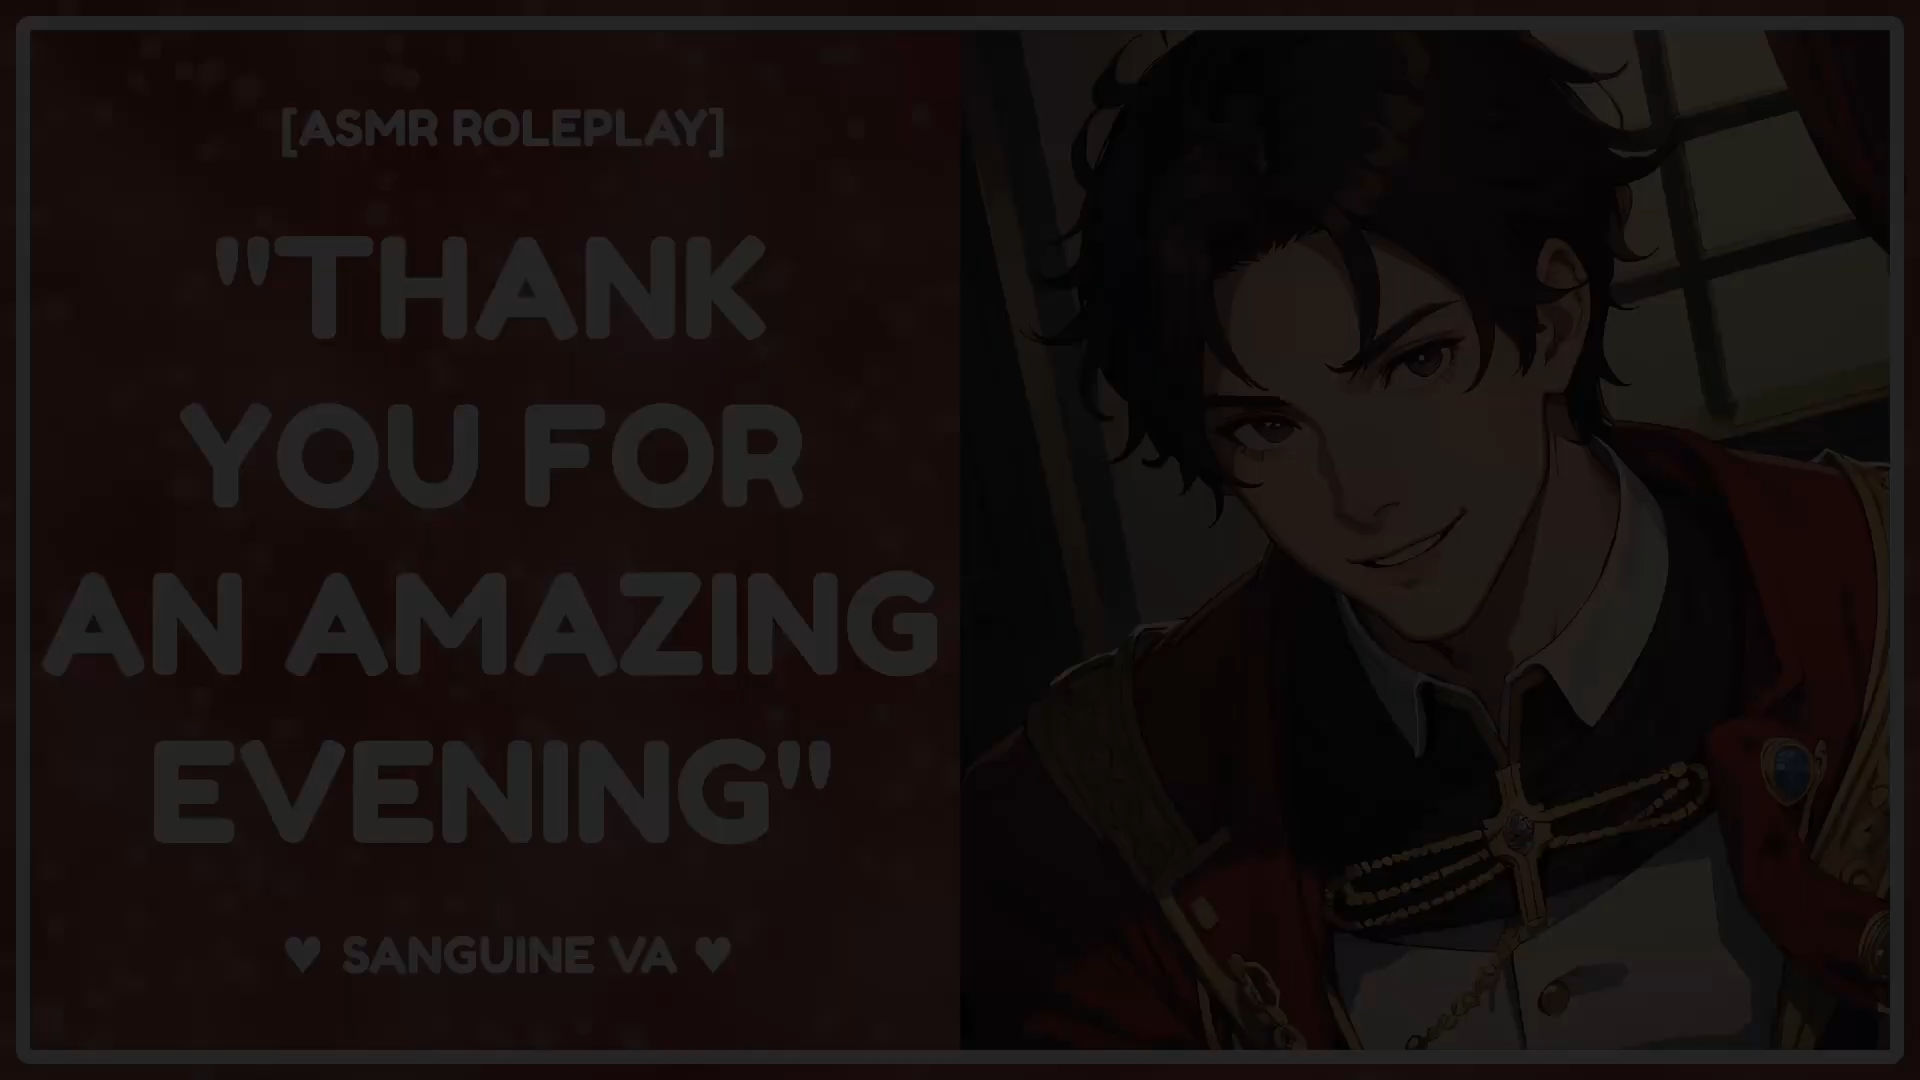 [ASMR ROLEPLAY]
"THANK
YOU FOR
AN AMAZING
EVENING"
♥ SANGUINE VA ♥